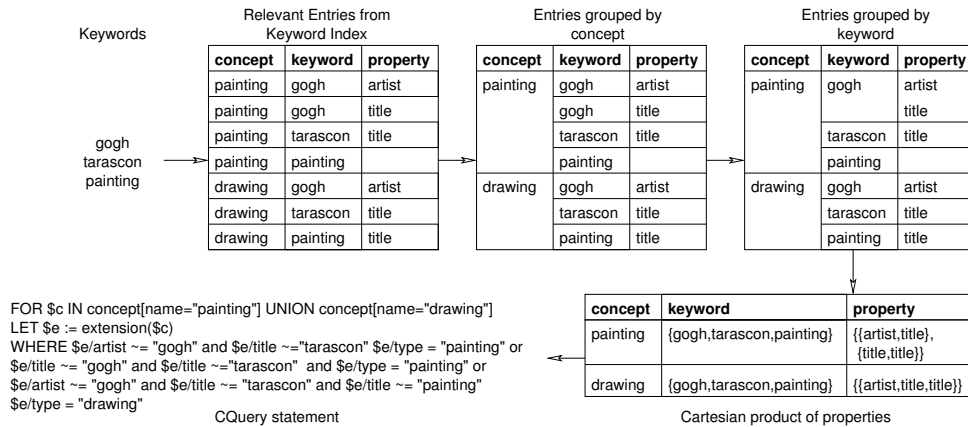 Keywords
gogh
tarascon
painting
Relevant Entries from
Keyword Index
concept keyword property
painting gogh artist
painting gogh title
painting tarascon title
painting painting
drawing gogh artist
drawing tarascon title
drawing painting title
Entries grouped by
concept
concept keyword property
painting gogh artist
gogh title
tarascon title
painting
drawing gogh artist
tarascon title
painting title
Entries grouped by
keyword
concept keyword property
painting gogh artist
title
tarascon title
painting
drawing gogh artist
tarascon title
painting title
concept keyword property
painting {gogh,tarascon,painting} {{artist,title},
{title,title}}
drawing {gogh,tarascon,painting} {{artist,title,title}}
Cartesian product of properties
FOR $c IN concept[name="painting"] UNION concept[name="drawing"]
LET $e := extension($c)
WHERE $e/artist ~= "gogh" and $e/title ~="tarascon" $e/type = "painting" or
$e/title ~= "gogh" and $e/title ~="tarascon" and $e/type = "painting" or
$e/artist ~= "gogh" and $e/title ~= "tarascon" and $e/title ~= "painting"
$e/type = "drawing"
CQuery statement